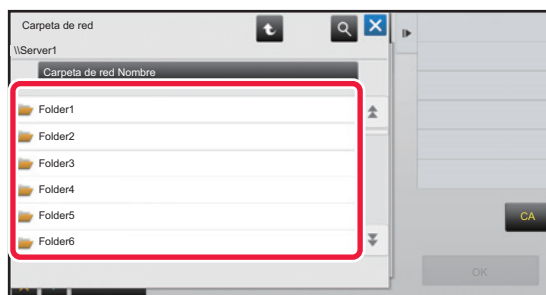 Carpeta de red
\\Server1
Carpeta de red Nombre
Folder1
Folder2
Folder3
Folder4
Folder5
Folder6
CA
OK